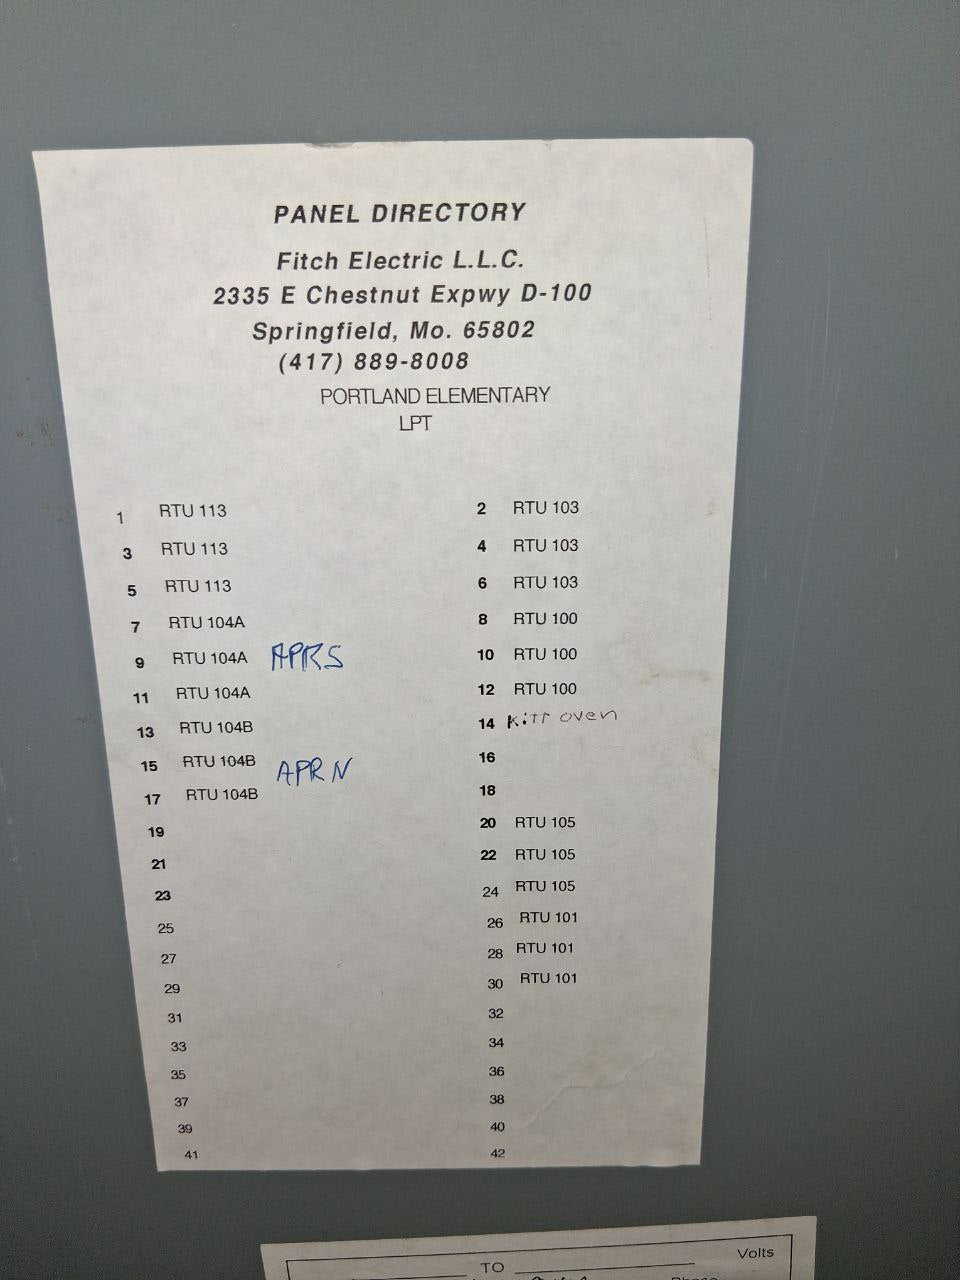 PANEL DIRECTORY
Fitch Electric L.L.C.
2335 E Chestnut Expwy D-100
Springfield, Mo. 65802
(417) 889-8008
PORTLAND ELEMENTARY
LPT
1 RTU 113 2 RTU 103
3 RTU 113 4 RTU 103
5 RTU 113 6 RTU 103
7 RTU 104A 8 RTU 100
9 RTU 104A APRS 10 RTU 100
11 RTU 104A 12 RTU 100
13 RTU 104B 14 Kitt oven
15 RTU 104B APRN 16
17 RTU 104B 18
19 20 RTU 105
21 22 RTU 105
23 24 RTU 105
25 26 RTU 101
27 28 RTU 101
29 30 RTU 101
31 32
33 34
35 36
37 38
39 40
41 42
TO Volts